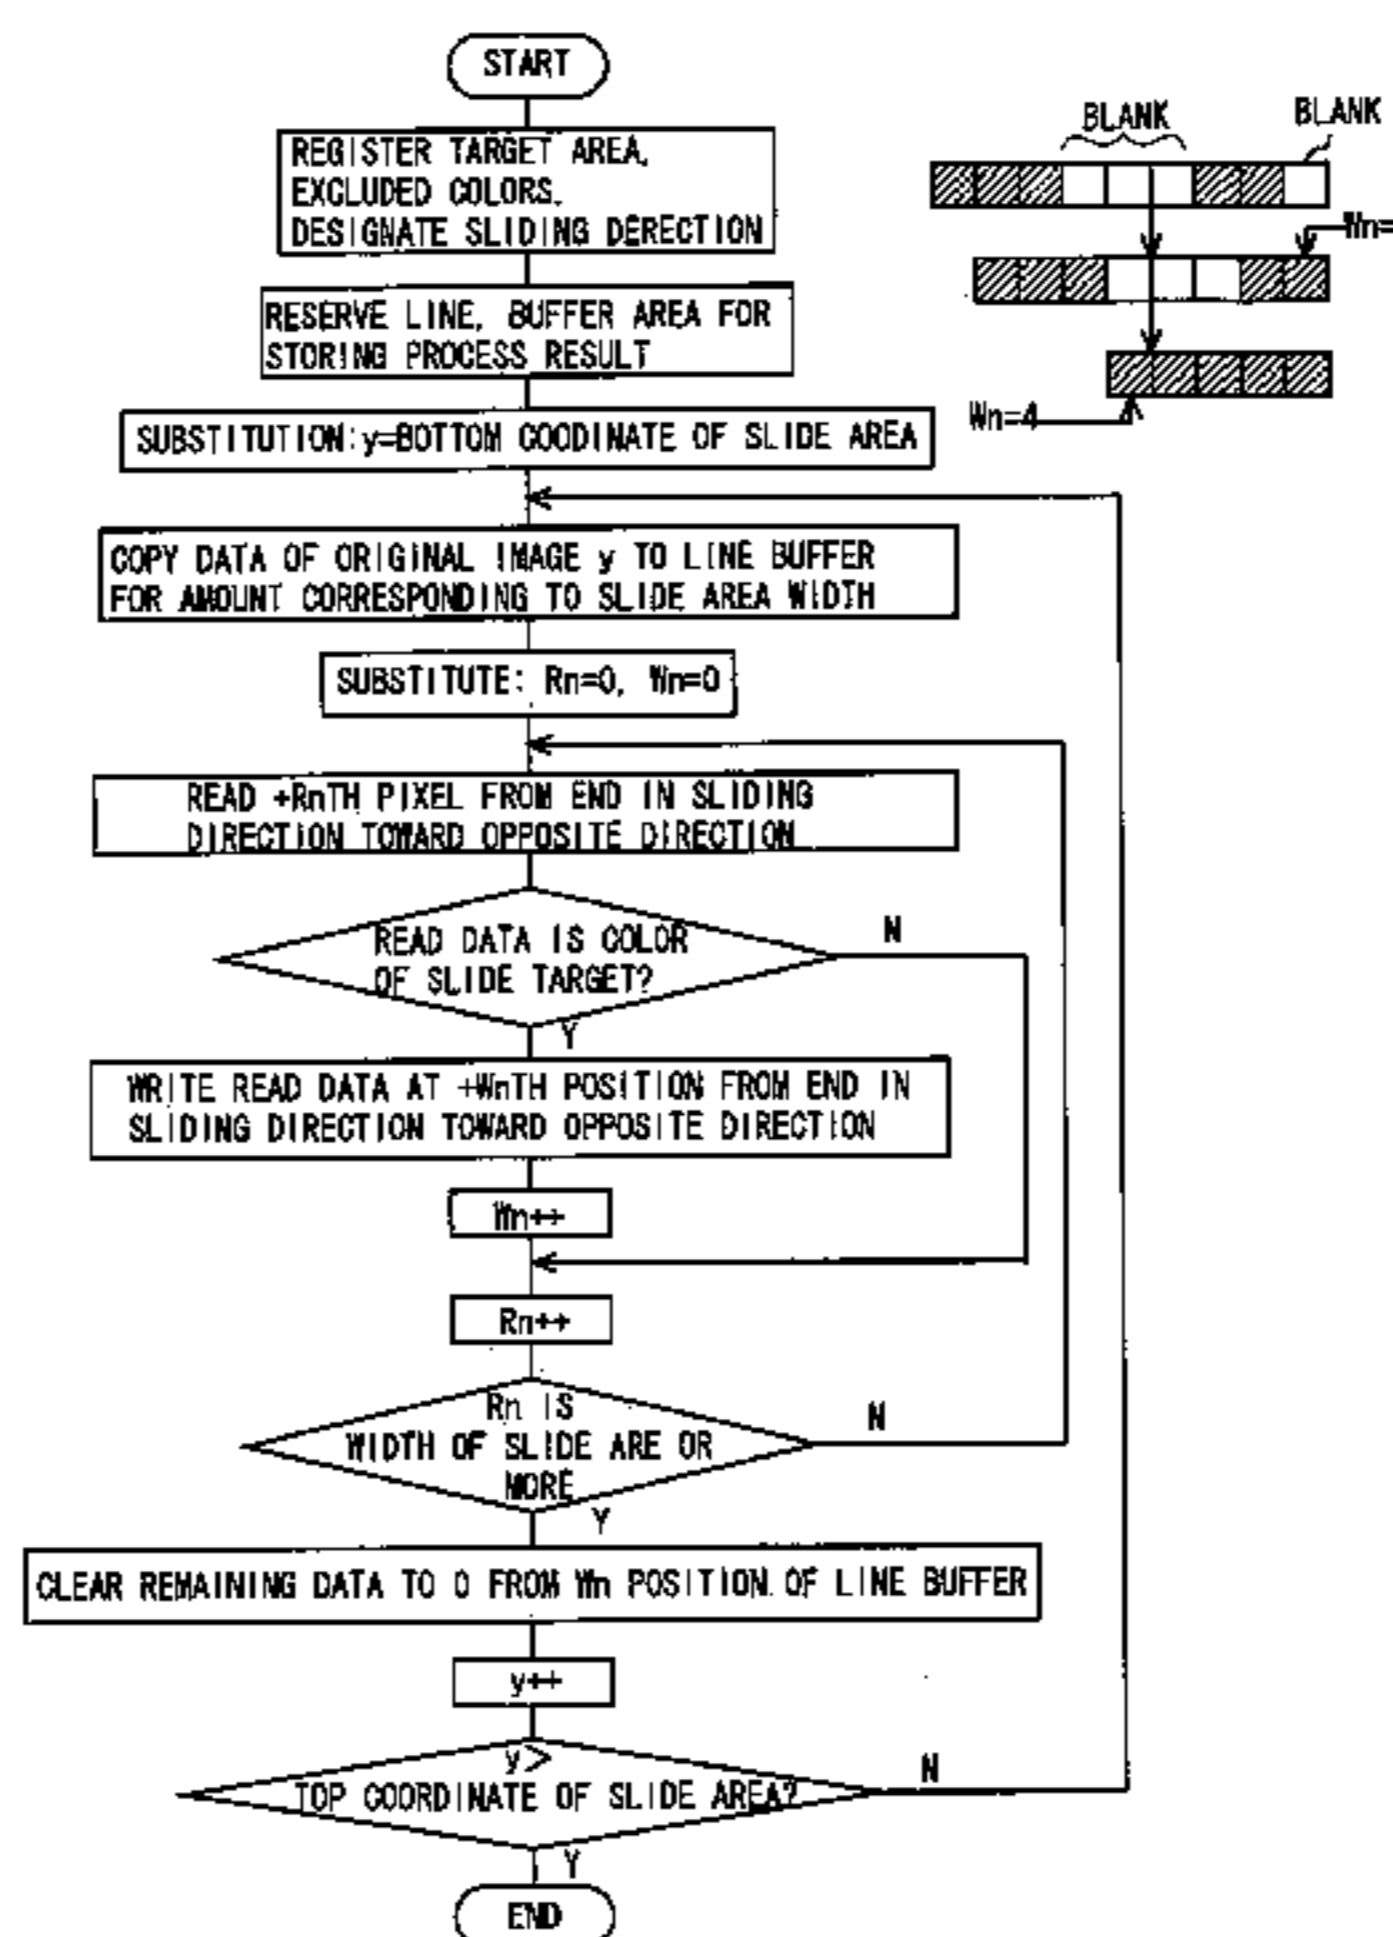 START
REGISTER TARGET AREA,
EXCLUDED COLORS,
DESIGNATE SLIDING DERECTION
RESERVE LINE, BUFFER AREA FOR
STORING PROCESS RESULT
SUBSTITUTION:y=BOTTOM COODINATE OF SLIDE AREA
COPY DATA OF ORIGINAL IMAGE y TO LINE BUFFER
FOR AMOUNT CORRESPONDING TO SLIDE AREA WIDTH
SUBSTITUTE: Rn=0, Wn=0
READ +RnTH PIXEL FROM END IN SLIDING
DIRECTION TOWARD OPPOSITE DIRECTION
READ DATA IS COLOR
OF SLIDE TARGET?
N
Y
WRITE READ DATA AT +WnTH POSITION FROM END IN
SLIDING DIRECTION TOWARD OPPOSITE DIRECTION
Wn++
Rn++
Rn IS
WIDTH OF SLIDE ARE OR
MORE
N
Y
CLEAR REMAINING DATA TO 0 FROM Wn POSITION OF LINE BUFFER
y++
y>
TOP COORDINATE OF SLIDE AREA?
N
Y
END
BLANK
BLANK
Wn=
Wn=4